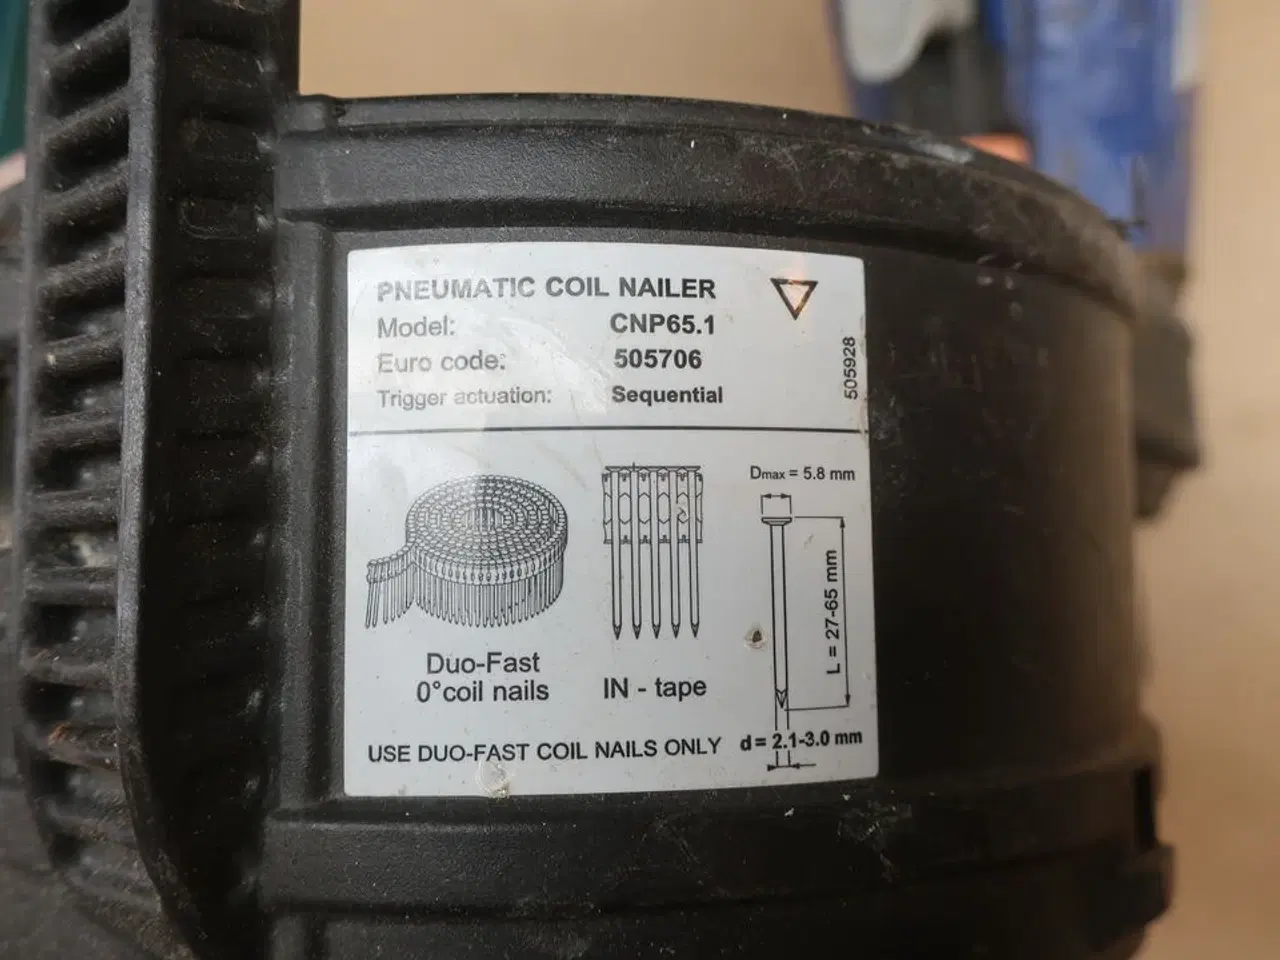 PNEUMATIC COIL NAILER
Model: CNP65.1
Euro code: 505706
Trigger actuation: Sequential
505928
Dmax = 5.8 mm
L = 27-65 mm
Duo-Fast
0°coil nails
IN - tape
USE DUO-FAST COIL NAILS ONLY
d= 2.1-3.0 mm